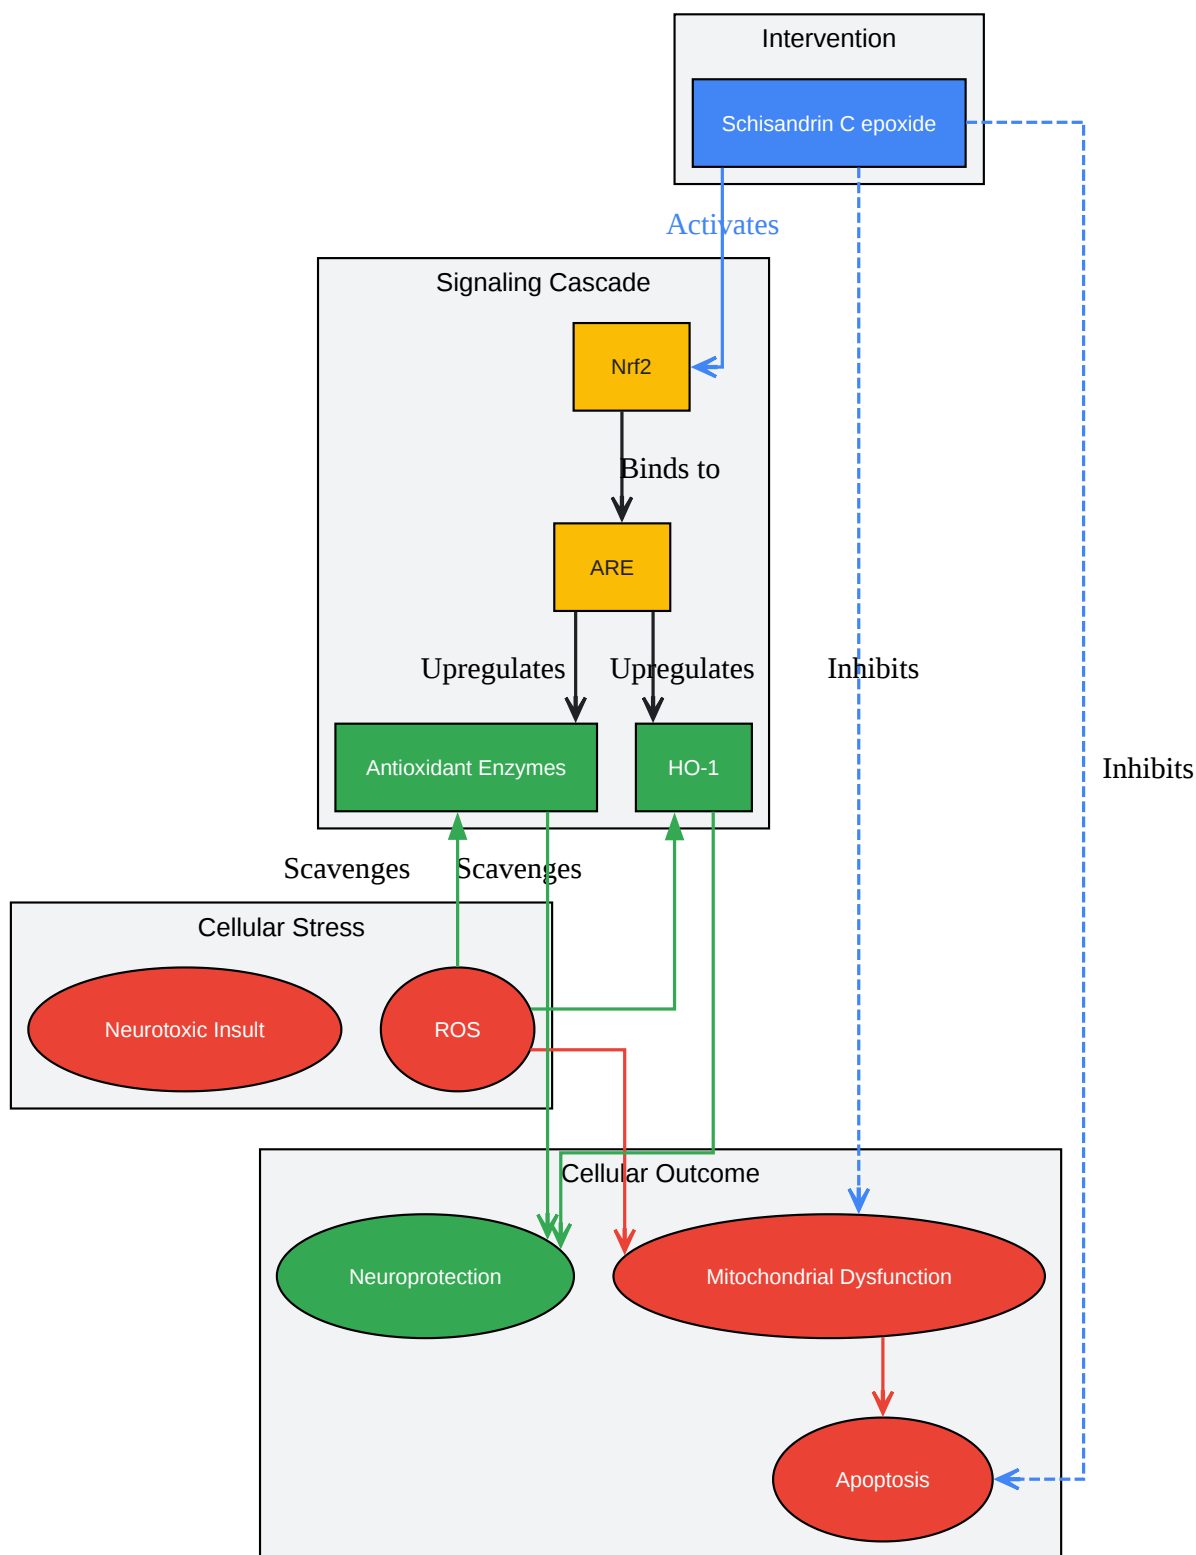 Intervention
Schisandrin C epoxide
Activates
Signaling Cascade
Nrf2
Binds to
ARE
Upregulates
Upregulates
Inhibits
Antioxidant Enzymes
HO-1
Inhibits
Scavenges
Scavenges
Cellular Stress
Neurotoxic Insult
ROS
Cellular Outcome
Neuroprotection
Mitochondrial Dysfunction
Apoptosis